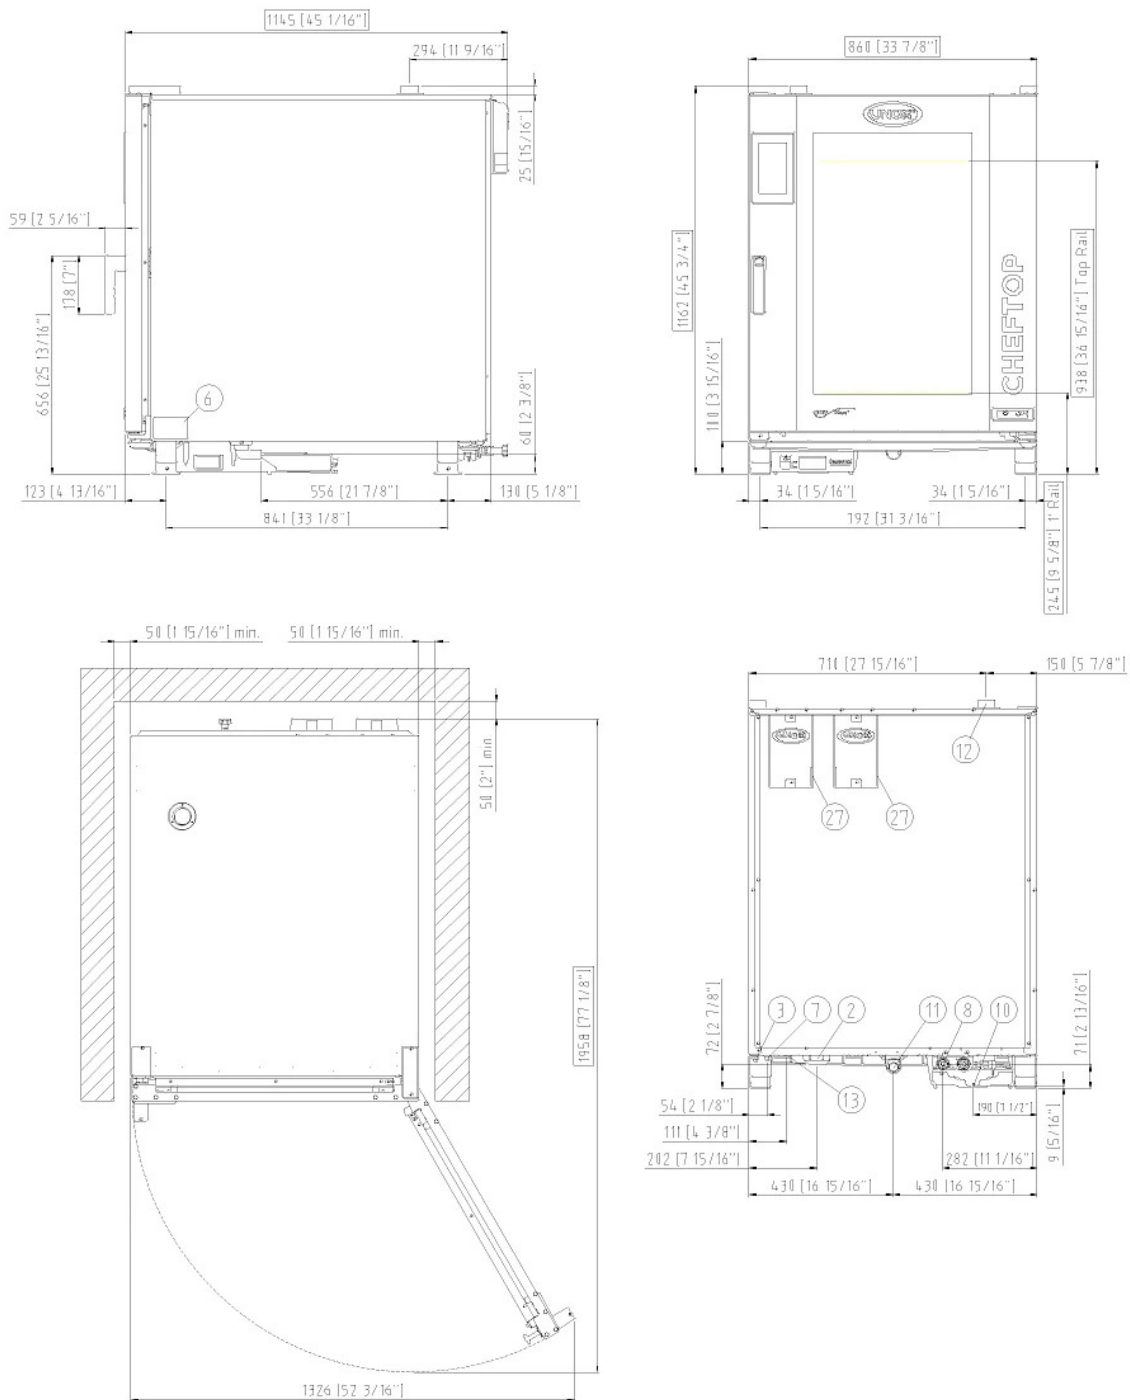 1145 [45 1/16"]
294 [11 9/16"]
25 [15/16"]
59 [2 5/16"]
138 [7"]
656 [25 13/16"]
6
60 [2 3/8"]
123 [4 13/16"]
556 [21 7/8"]
130 [5 1/8"]
841 [33 1/8"]
860 [33 7/8"]
UNOX
1162 [45 3/4"]
100 [3 15/16"]
CHEFTOP
938 [36 15/16"] Top Rail
34 [1 5/16"]
34 [1 5/16"]
792 [31 3/16"]
245 [9 5/8"] 1° Rail
50 [1 15/16"] min.
50 [1 15/16"] min.
50 [2"] min
1958 [77 1/8"]
1326 [52 3/16"]
710 [27 15/16"]
150 [5 7/8"]
12
UNOX
UNOX
27
27
72 [2 7/8"]
3
7
2
11
8
10
71 [2 13/16"]
13
54 [2 1/8"]
190 [7 1/2"]
9 [5/16"]
111 [4 3/8"]
202 [7 15/16"]
282 [11 1/16"]
430 [16 15/16"]
430 [16 15/16"]